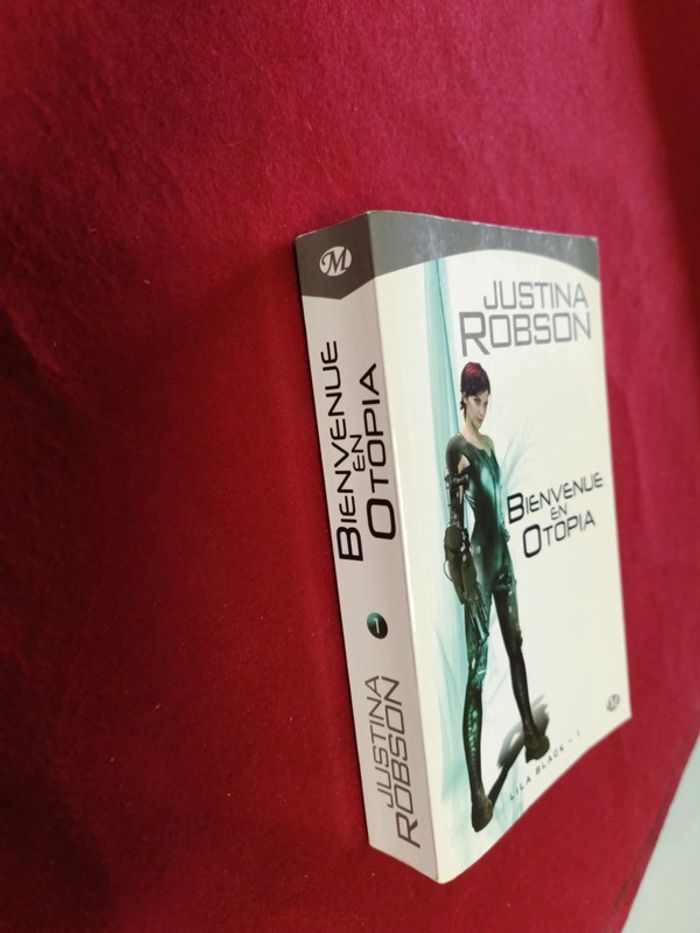 M
BIENVENUE
EN
OTOPIA
1
JUSTINA
ROBSON
JUSTINA
ROBSON
BIENVENUE
EN
OTOPIA
LILA BLACK - 1
M